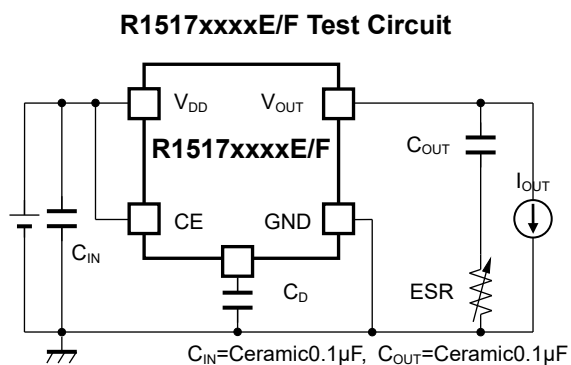 R1517xxxxE/F Test Circuit
VDD VOUT
R1517xxxxE/F
COUT
IOUT
CE GND
CIN
CD
ESR
CIN=Ceramic0.1µF, COUT=Ceramic0.1µF